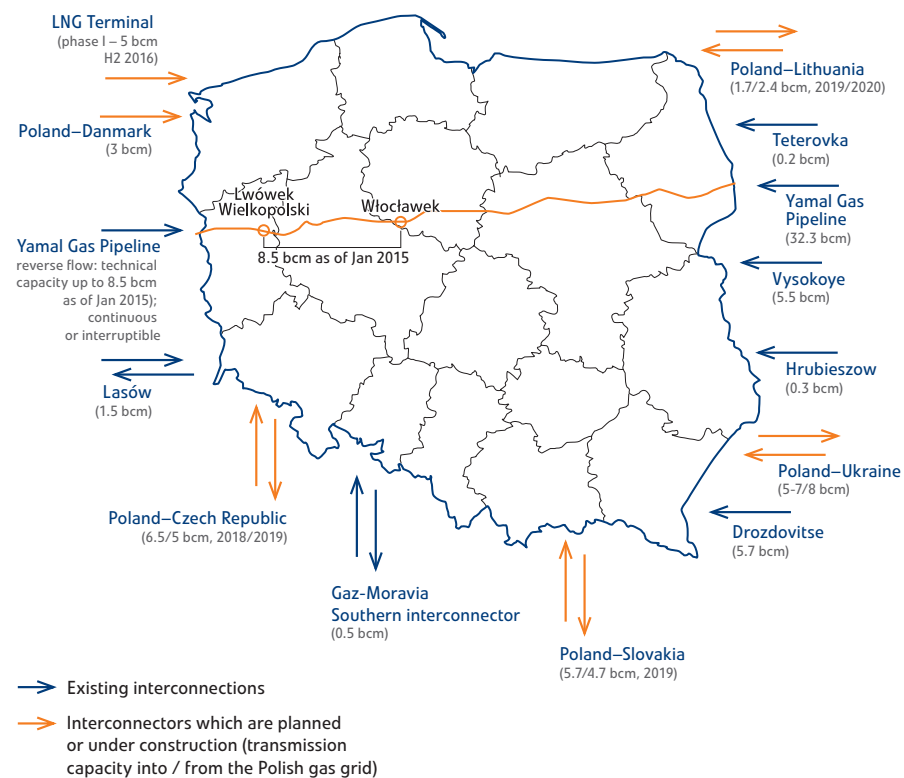 LNG Terminal
(phase I – 5 bcm
H2 2016)
Poland–Danmark
(3 bcm)
Yamal Gas Pipeline
reverse flow: technical
capacity up to 8.5 bcm
as of Jan 2015);
continuous
or interruptible
Lasów
(1.5 bcm)
Poland–Czech Republic
(6.5/5 bcm, 2018/2019)
Gaz-Moravia
Southern interconnector
(0.5 bcm)
Poland–Slovakia
(5.7/4.7 bcm, 2019)
Lwówek
Wielkopolski
Włocławek
8.5 bcm as of Jan 2015
Poland–Lithuania
(1.7/2.4 bcm, 2019/2020)
Teterovka
(0.2 bcm)
Yamal Gas
Pipeline
(32.3 bcm)
Vysokoye
(5.5 bcm)
Hrubieszow
(0.3 bcm)
Poland–Ukraine
(5-7/8 bcm)
Drozdovitse
(5.7 bcm)
Existing interconnections
Interconnectors which are planned
or under construction (transmission
capacity into / from the Polish gas grid)